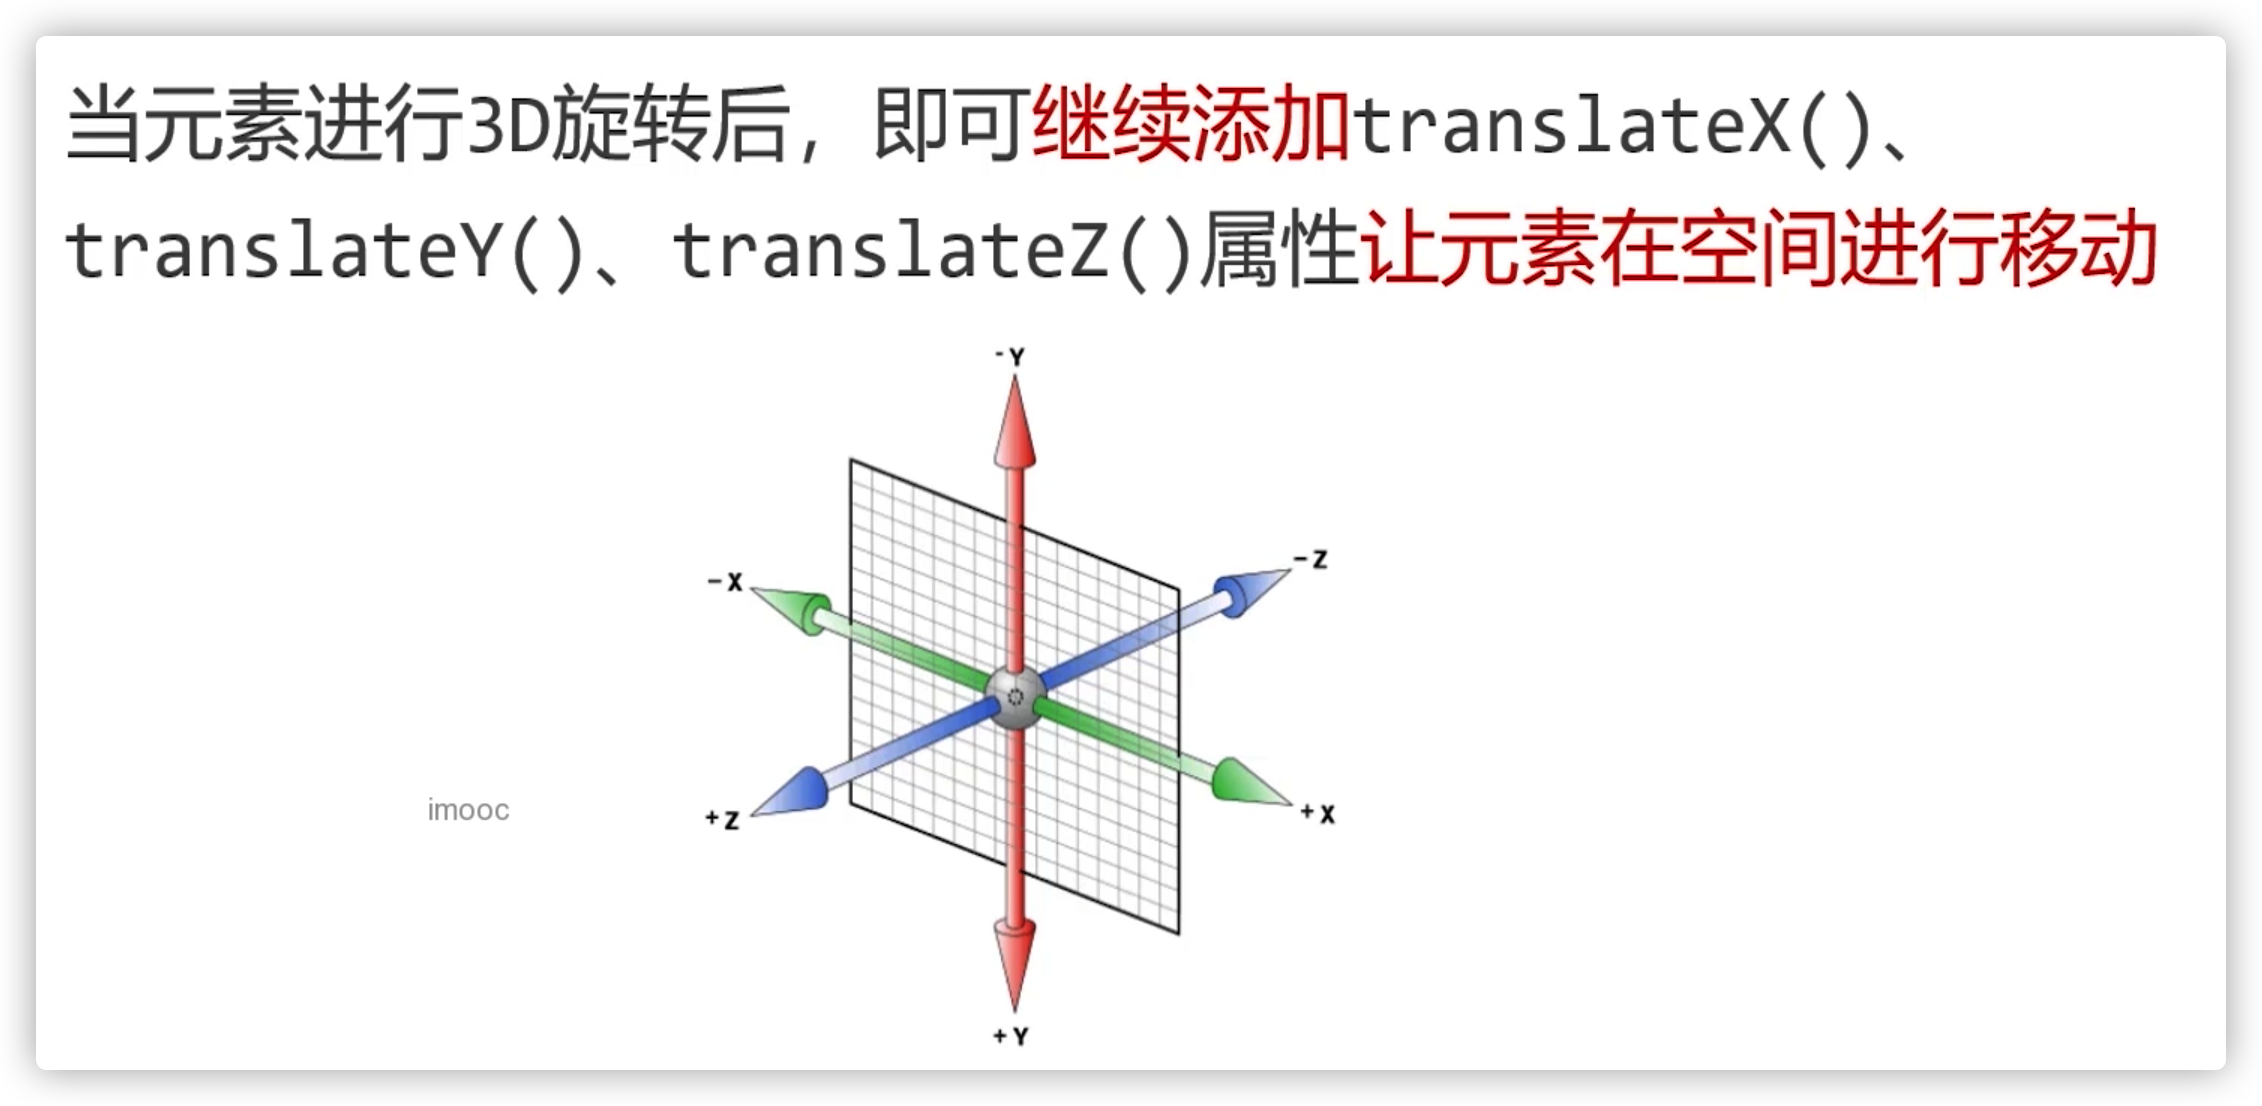 当元素进行3D旋转后，即可继续添加translateX()、
translateY()、translateZ()属性让元素在空间进行移动
-Y
-X
-Z
+Z
+X
+Y
imooc